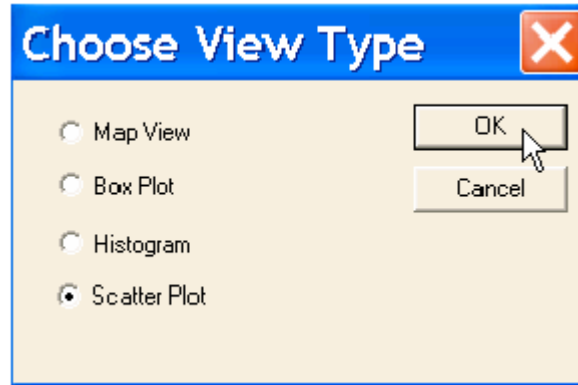 Choose View Type
Map View
Box Plot
Histogram
Scatter Plot
OK
Cancel